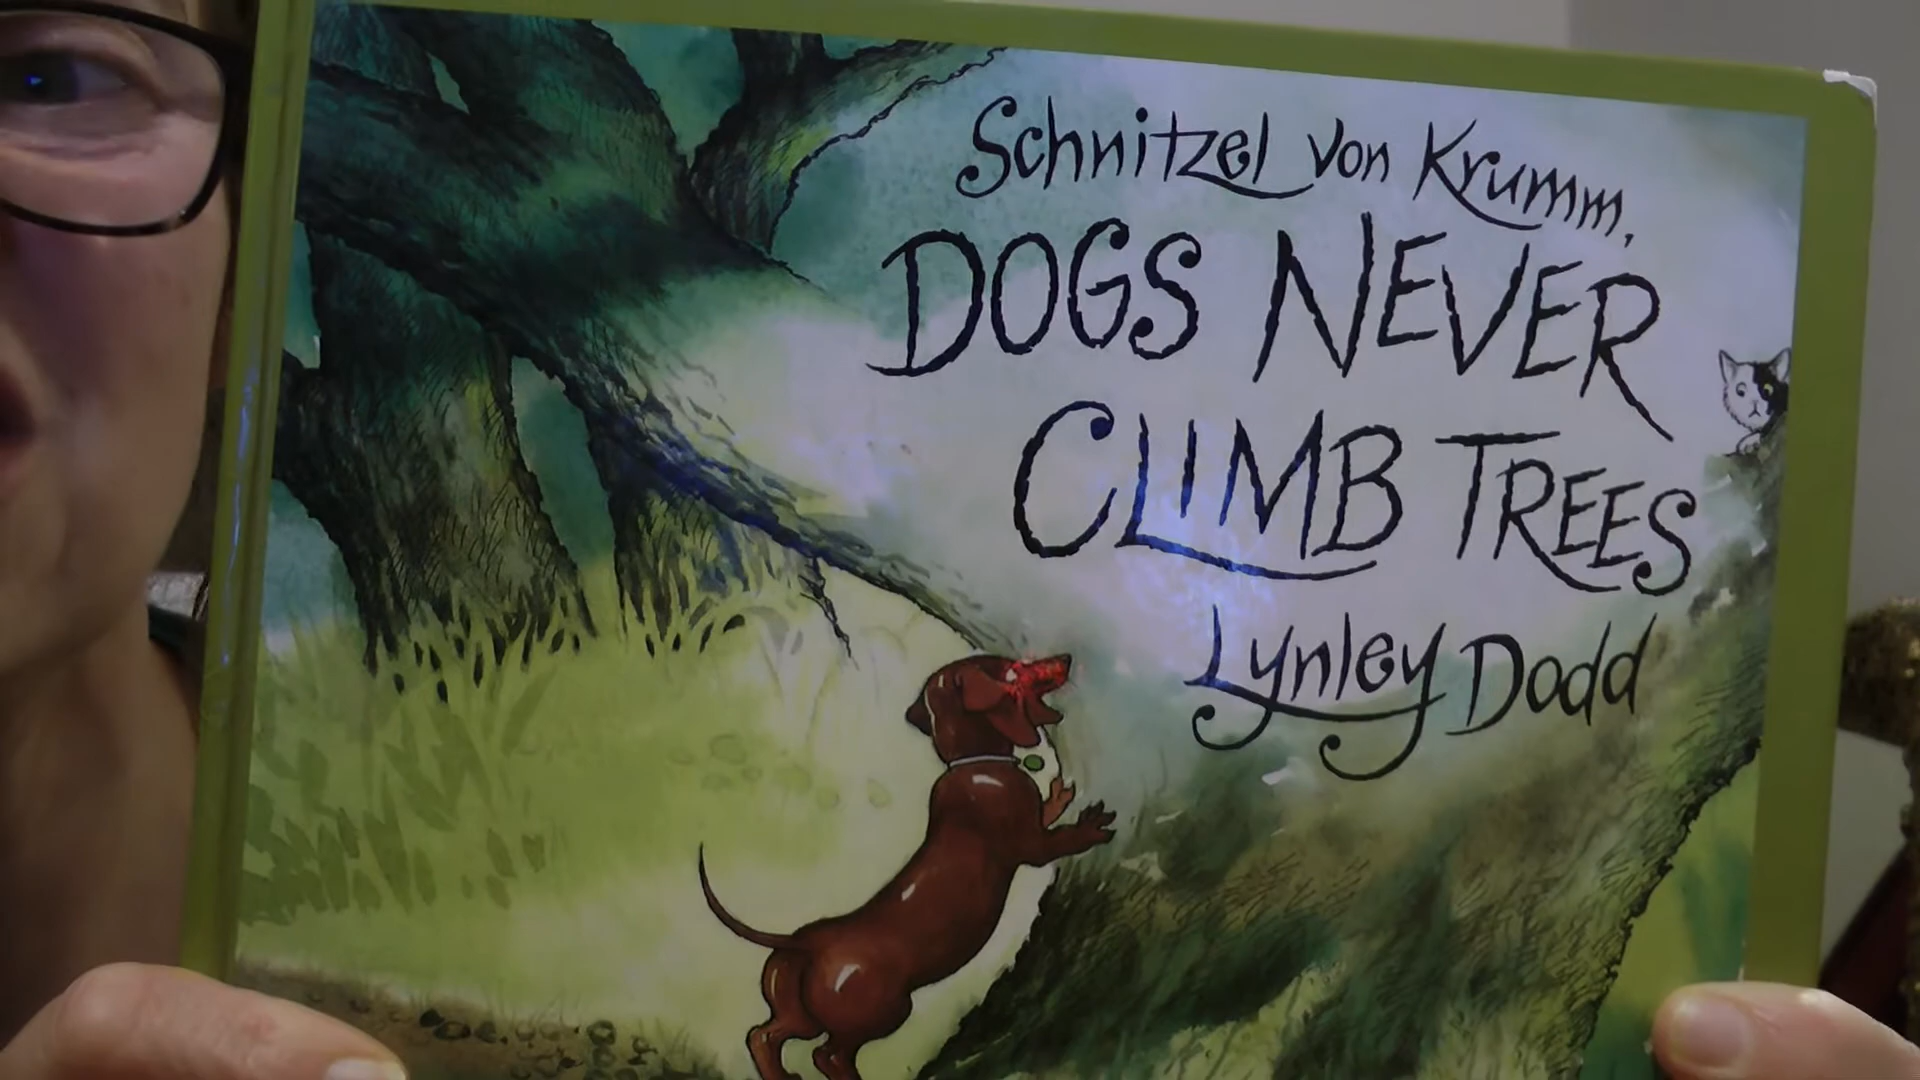 Schnitzel von Krumm,
DOGS NEVER
CLIMB TREES
Lynley Dodd